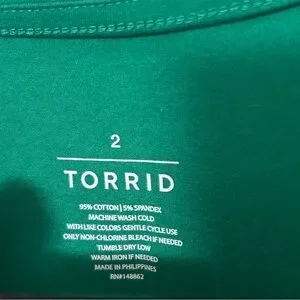 2
TORRID
95% COTTON | 5% SPANDEX
MACHINE WASH COLD
WITH LIKE COLORS GENTLE CYCLE USE
ONLY NON-CHLORINE BLEACH IF NEEDED
TUMBLE DRY LOW
WARM IRON IF NEEDED
MADE IN PHILIPPINES
RN#148862